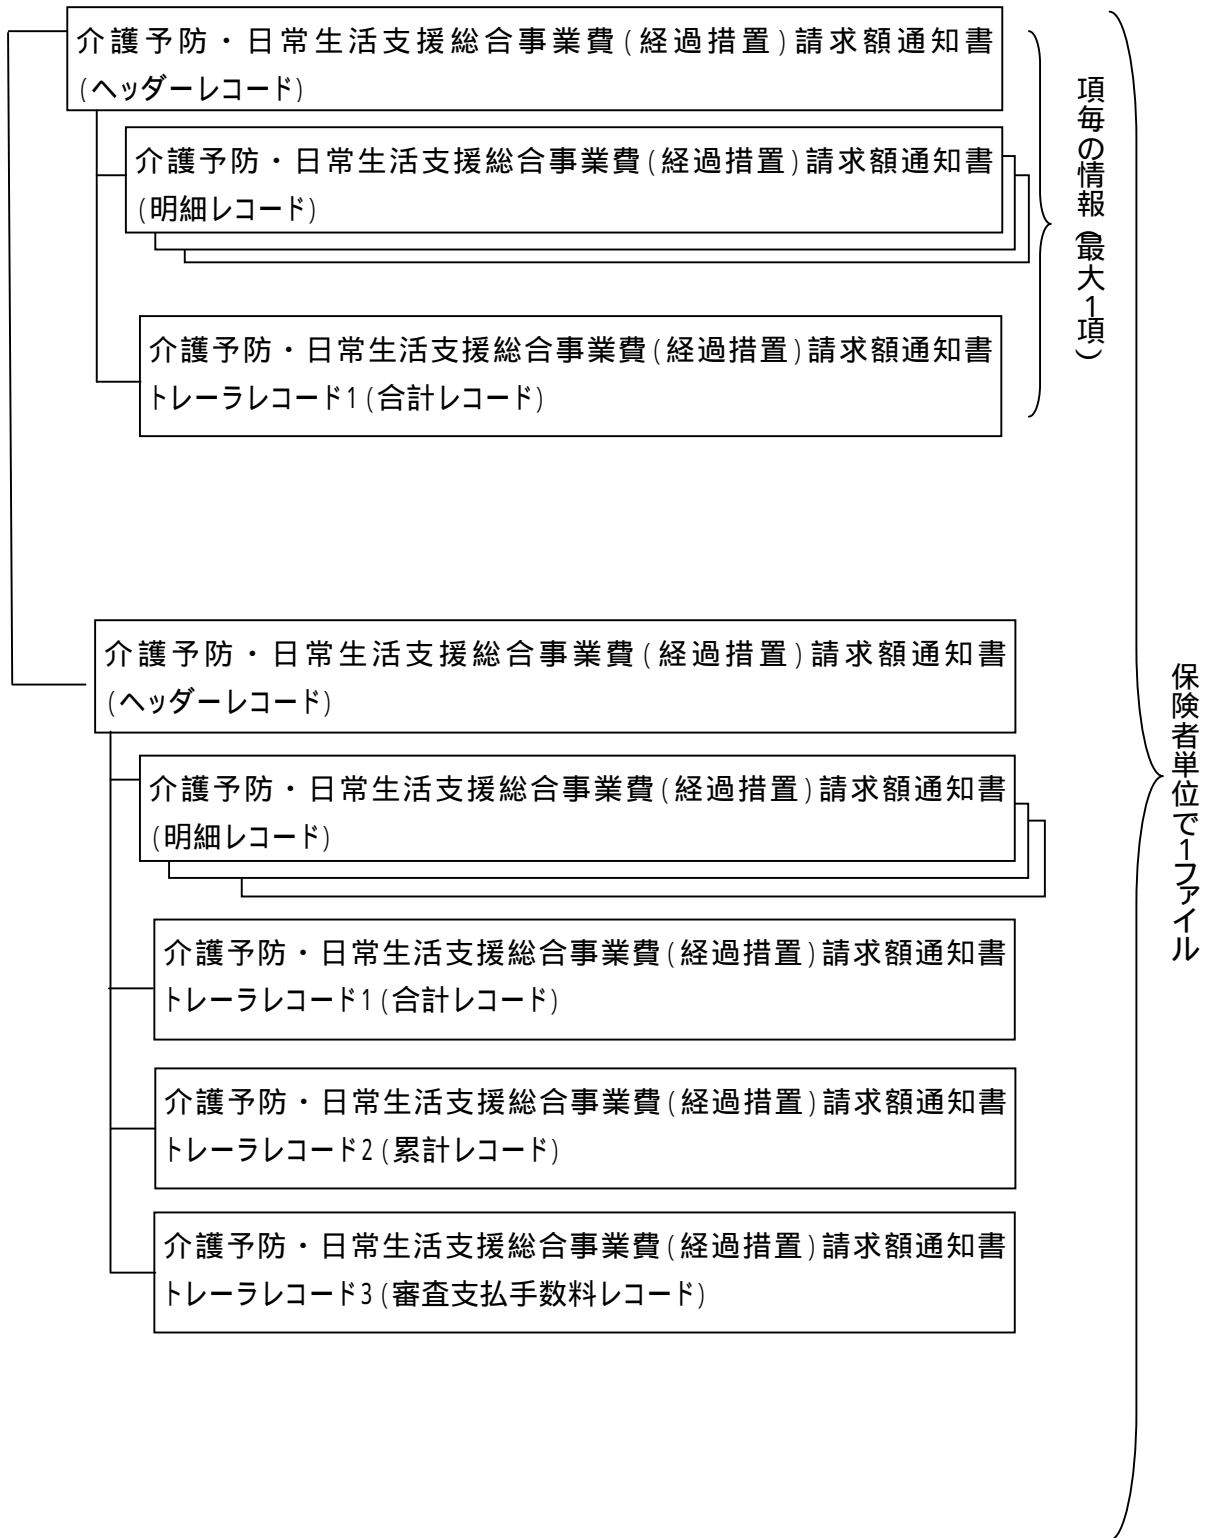 介護予防・日常生活支援総合事業費(経過措置)請求額通知書
(ヘッダーレコード)
介護予防・日常生活支援総合事業費(経過措置)請求額通知書
(明細レコード)
介護予防・日常生活支援総合事業費(経過措置)請求額通知書
トレーラレコード1(合計レコード)
項毎の情報(最大1項)
介護予防・日常生活支援総合事業費(経過措置)請求額通知書
(ヘッダーレコード)
介護予防・日常生活支援総合事業費(経過措置)請求額通知書
(明細レコード)
介護予防・日常生活支援総合事業費(経過措置)請求額通知書
トレーラレコード1(合計レコード)
介護予防・日常生活支援総合事業費(経過措置)請求額通知書
トレーラレコード2(累計レコード)
介護予防・日常生活支援総合事業費(経過措置)請求額通知書
トレーラレコード3(審査支払手数料レコード)
保険者単位で1ファイル